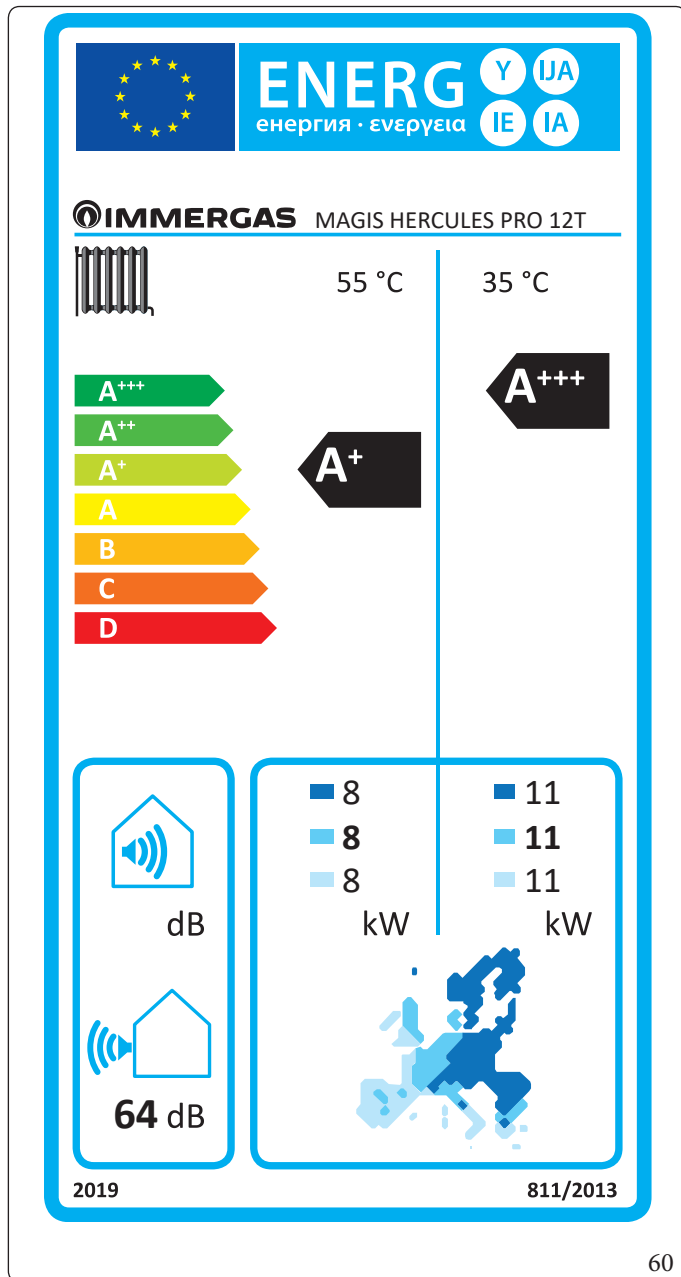 ENERG Y IJA
енергия · ενεργεια IE IA
IMMERGAS MAGIS HERCULES PRO 12T
55 °C 35 °C
A+++ A+++
A++
A+ A+
A
B
C
D
8 11
8 11
8 11
dB kW kW
64 dB
2019 811/2013
60